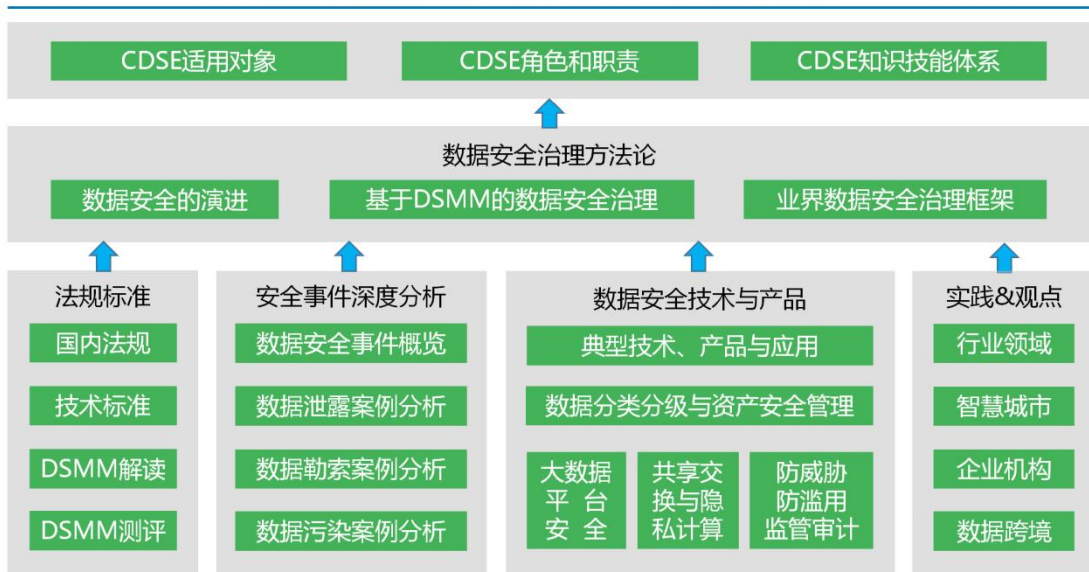 CDSE适用对象
CDSE角色和职责
CDSE知识技能体系
数据安全治理方法论
数据安全的演进
基于DSMM的数据安全治理
业界数据安全治理框架
法规标准
国内法规
技术标准
DSMM解读
DSMM测评
安全事件深度分析
数据安全事件概览
数据泄露案例分析
数据勒索案例分析
数据污染案例分析
数据安全技术与产品
典型技术、产品与应用
数据分类分级与资产安全管理
大数据
平 台
安 全
共享交
换与隐
私计算
防威胁
防滥用
监管审计
实践&观点
行业领域
智慧城市
企业机构
数据跨境